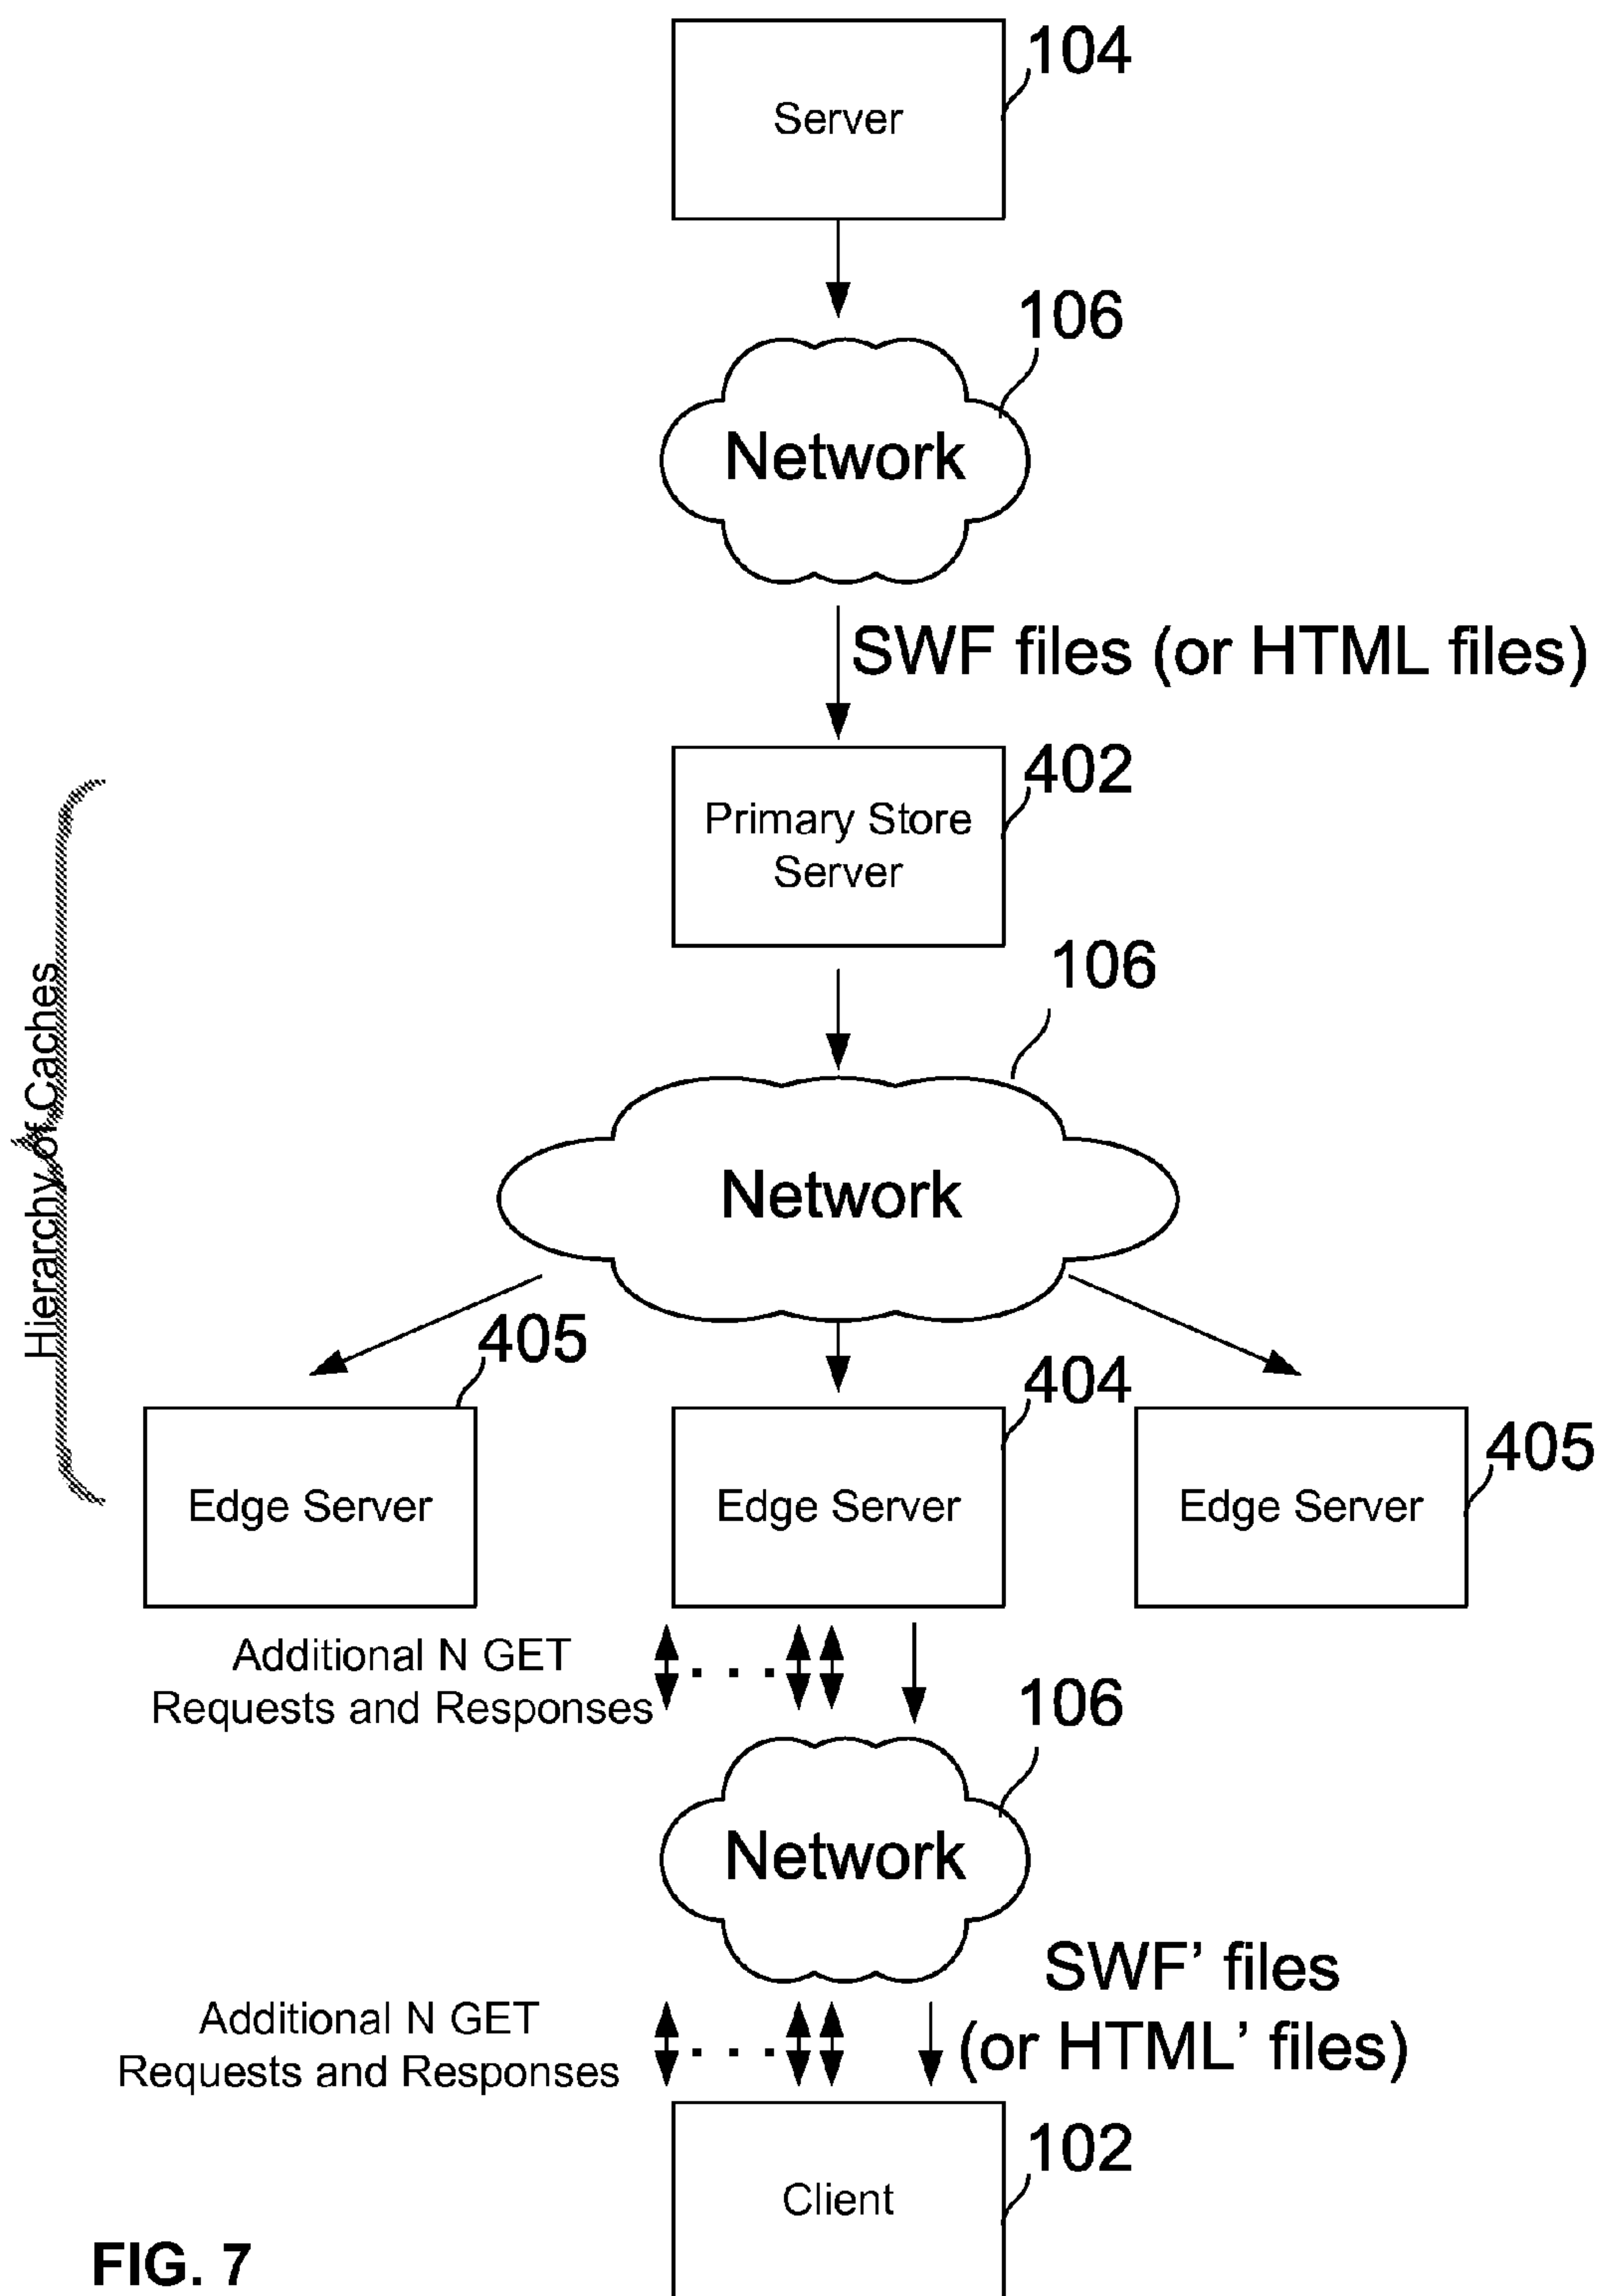 104
Server
106
Network
SWF files (or HTML files)
402
Primary Store
Server
106
Hierarchy of Caches
Network
405
404
405
Edge Server
Edge Server
Edge Server
Additional N GET
Requests and Responses
. . .
106
Network
SWF’ files
(or HTML’ files)
Additional N GET
Requests and Responses
. . .
102
Client
FIG. 7